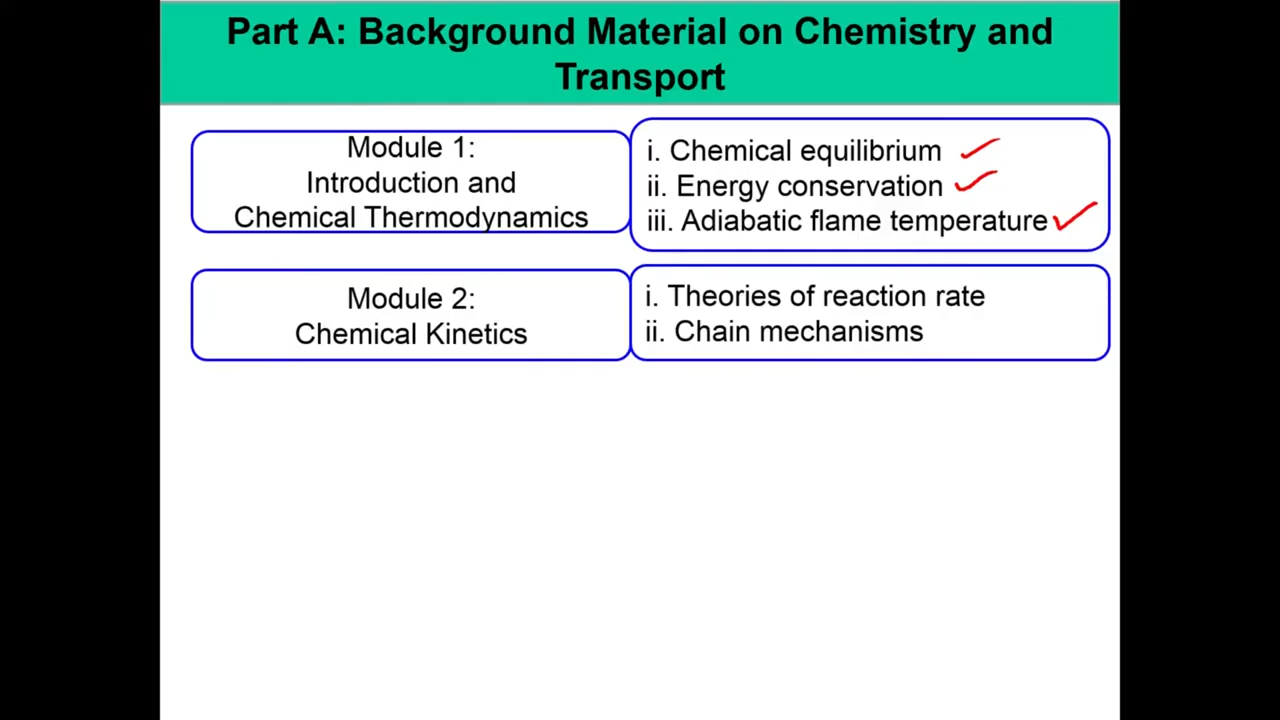 Part A: Background Material on Chemistry and
Transport
Module 1:
Introduction and
Chemical Thermodynamics
i. Chemical equilibrium
ii. Energy conservation
iii. Adiabatic flame temperature
Module 2:
Chemical Kinetics
i. Theories of reaction rate
ii. Chain mechanisms